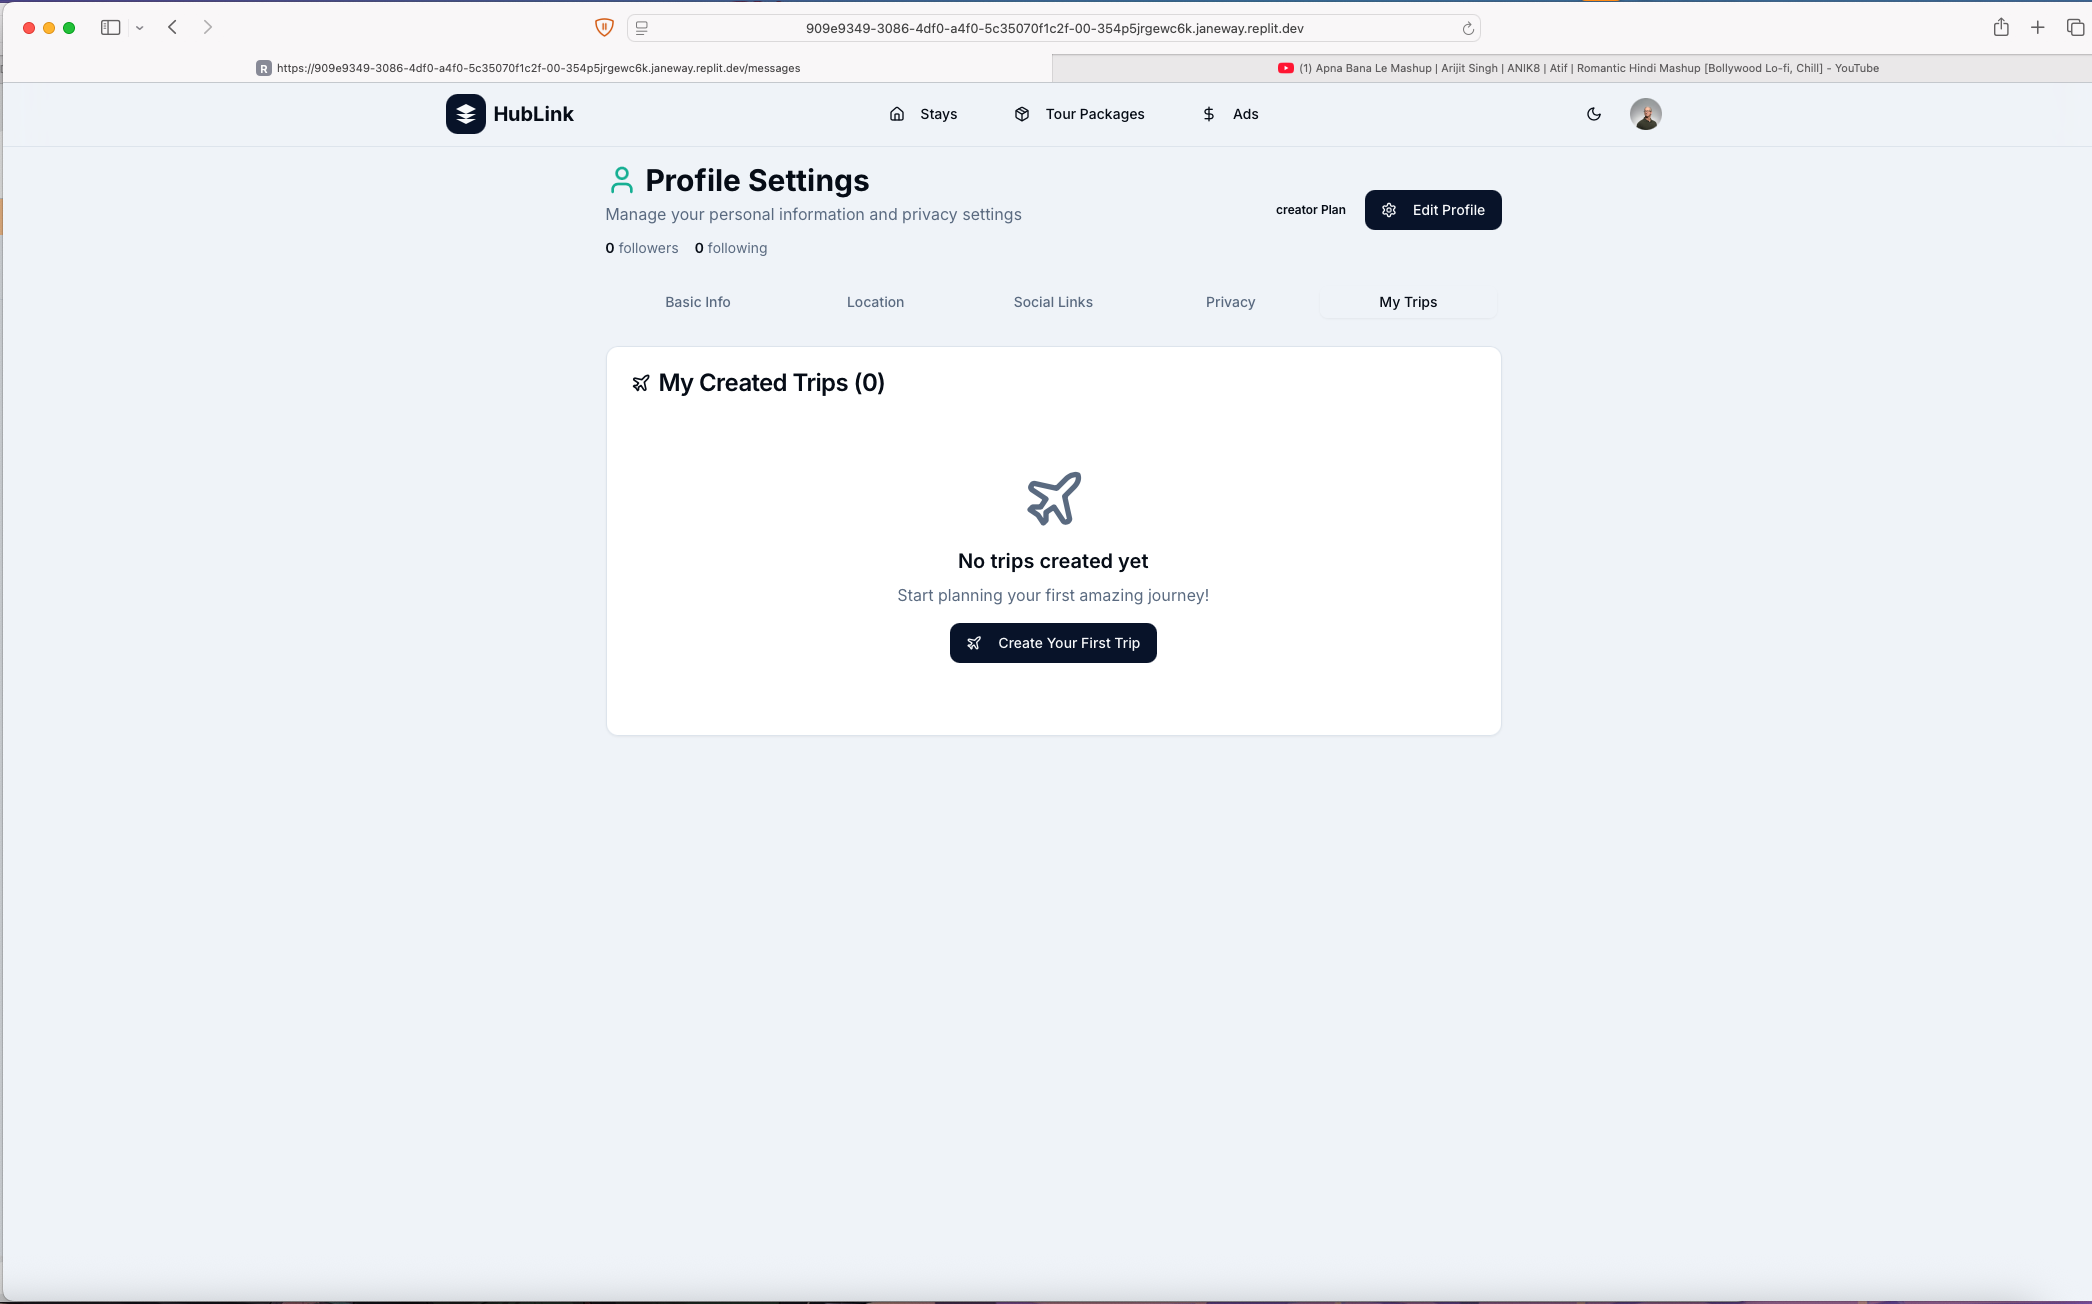 909e9349-3086-4df0-a4f0-5c35070f1c2f-00-354p5jrgewc6k.janeway.replit.dev
R https://909e9349-3086-4df0-a4f0-5c35070f1c2f-00-354p5jrgewc6k.janeway.replit.dev/messages
(1) Apna Bana Le Mashup | Arijit Singh | ANIK8 | Atif | Romantic Hindi Mashup [Bollywood Lo-fi, Chill] - YouTube
HubLink
Stays
Tour Packages
Ads
Profile Settings
Manage your personal information and privacy settings
0 followers 0 following
creator Plan
Edit Profile
Basic Info
Location
Social Links
Privacy
My Trips
My Created Trips (0)
No trips created yet
Start planning your first amazing journey!
Create Your First Trip